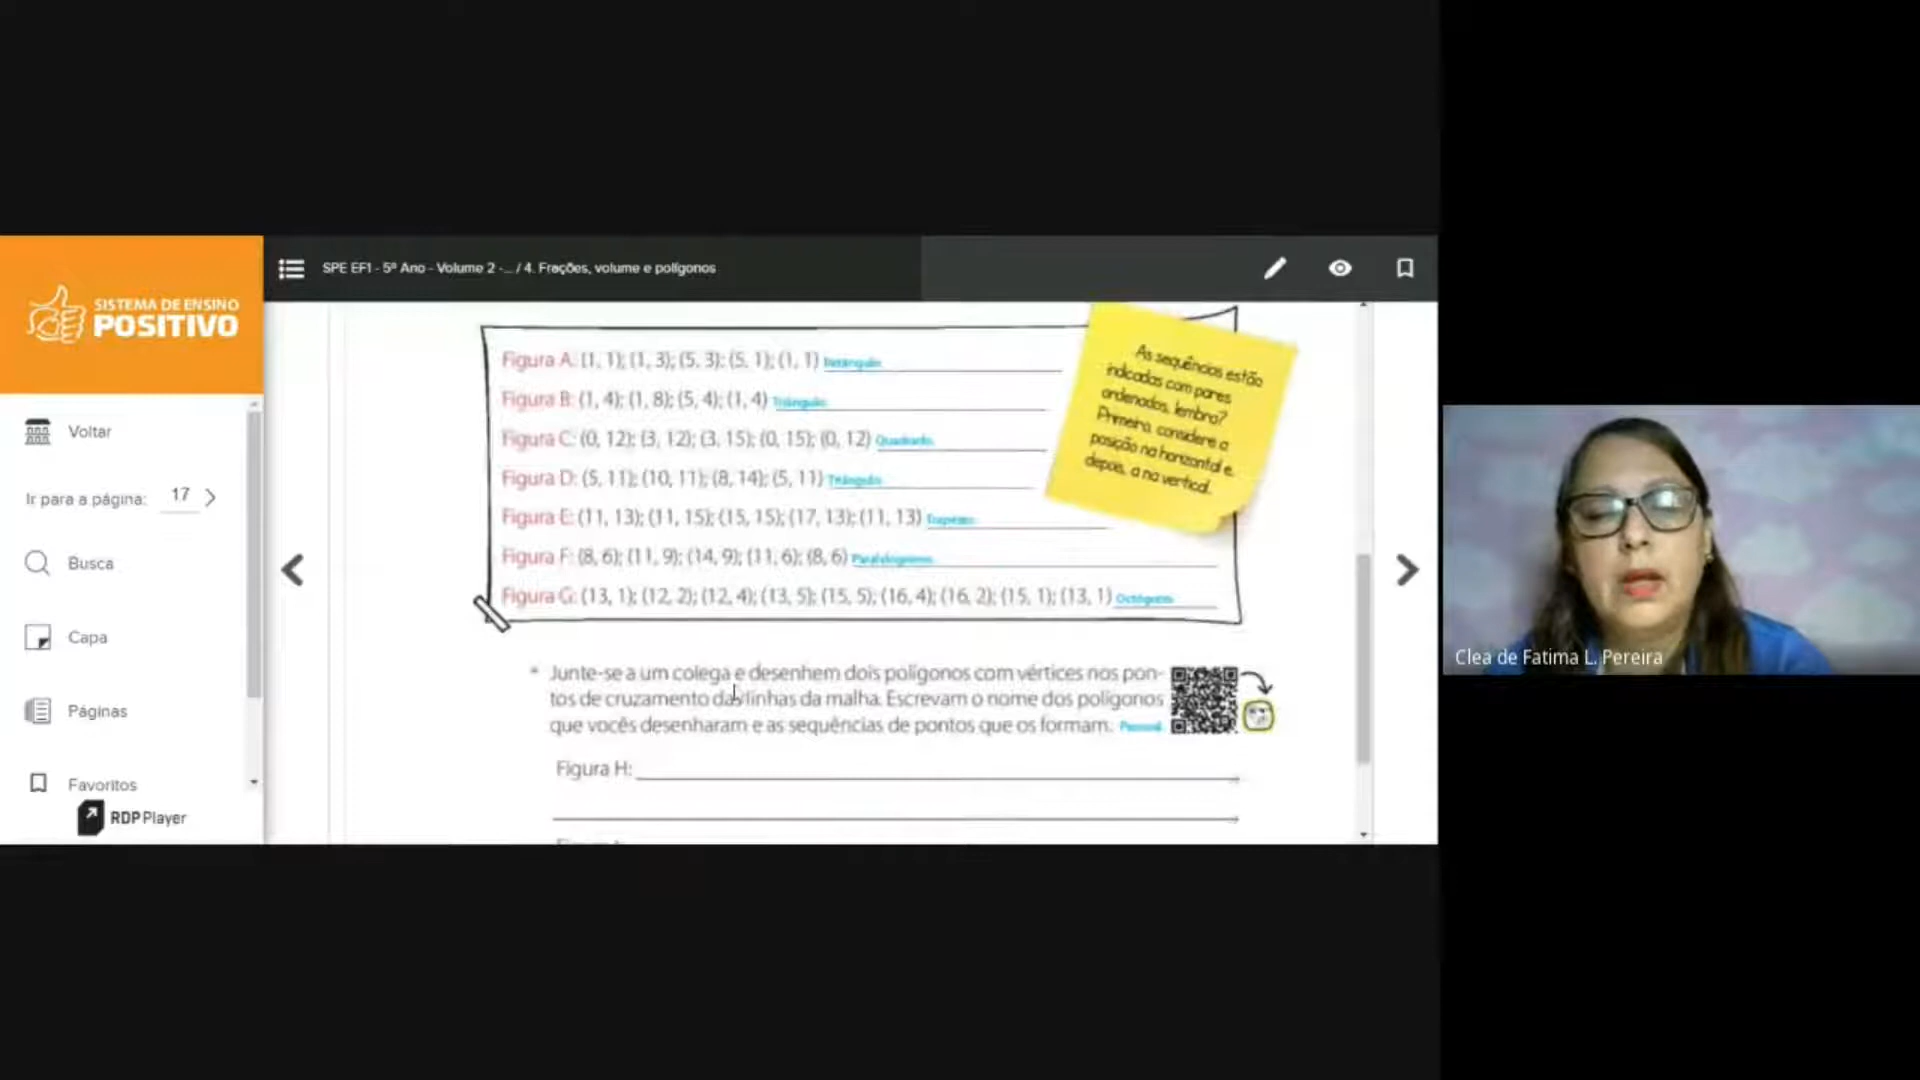 SISTEMA DE ENSINO
POSITIVO
SPE EF1 - 5º Ano - Volume 2 -... / 4. Frações, volume e polígonos
Voltar
Ir para a página: 17
Busca
Capa
Páginas
Favoritos
RDP Player
Figura A: (1, 1); (1, 3); (5, 3); (5, 1); (1, 1) Retângulo
Figura B: (1, 4); (1, 8); (5, 4); (1, 4) Triângulo
Figura C: (0, 12); (3, 12); (3, 15); (0, 15); (0, 12) Quadrado
Figura D: (5, 11); (10, 11); (8, 14); (5, 11) Triângulo
Figura E: (11, 13); (11, 15); (15, 15); (17, 13); (11, 13) Trapézio
Figura F: (8, 6); (11, 9); (14, 9); (11, 6); (8, 6) Paralelogramo
Figura G: (13, 1); (12, 2); (12, 4); (13, 5); (15, 5); (16, 4); (16, 2); (15, 1); (13, 1) Octógono
As sequências estão
indicadas com pares
ordenados, lembra?
Primeiro, considere a
posição na horizontal e,
depois, a na vertical.
* Junte-se a um colega e desenhem dois polígonos com vértices nos pon-
tos de cruzamento das linhas da malha. Escrevam o nome dos polígonos
que vocês desenharam e as sequências de pontos que os formam. Pessoal.
Figura H:
Clea de Fatima L. Pereira